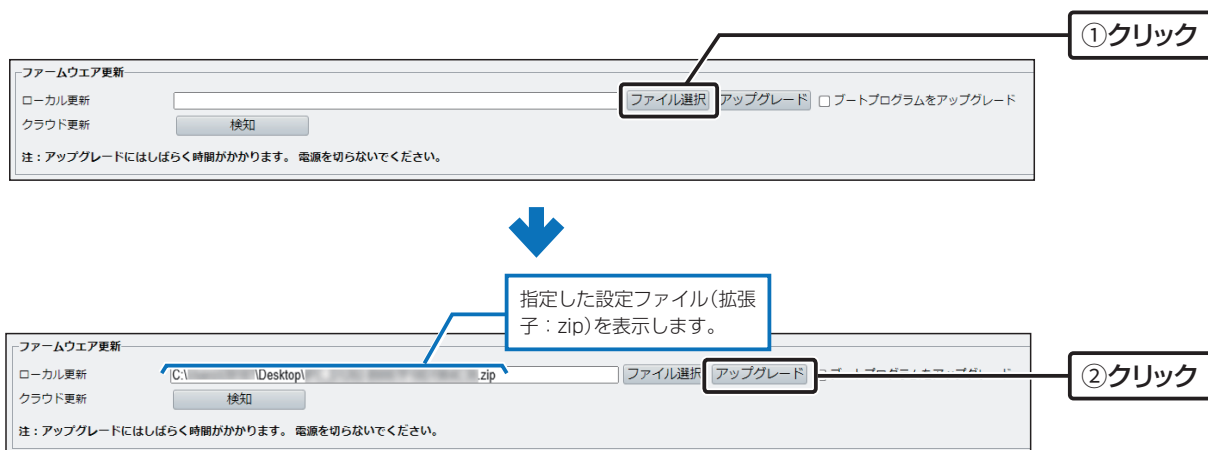 ①クリック
ファームウエア更新
ローカル更新
ファイル選択 アップグレード ブートプログラムをアップグレード
クラウド更新 検知
注：アップグレードにはしばらく時間がかかります。 電源を切らないでください。
指定した設定ファイル（拡張
子：zip）を表示します。
ファームウエア更新
ローカル更新 C:\ \Desktop\ .zip ファイル選択 アップグレード
②クリック
クラウド更新 検知
注：アップグレードにはしばらく時間がかかります。 電源を切らないでください。